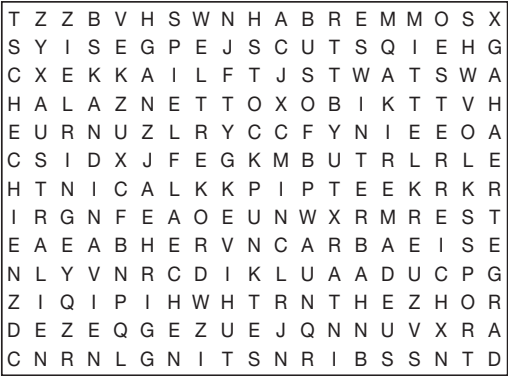 T Z Z B V H S W N H A B R E M M O S X
S Y I S E G P E J S C U T S Q I E H G
C X E K K A I L F T J S T W A T S W A
H A L A Z N E T T O X O B I K T T V H
E U R N U Z L R Y C C F Y N I E E O A
C S I D X J F E G K M B U T R L R L E
H T N I C A L K K P I P T E E K R K R
I R G N F E A O E U N W X R M R E S T
E A E A B H E R V N C A R B A E I S E
N L Y V N R C D I K L U A A D U C P G
Z I Q I P I H W H T R N T H E Z H O R
D E Z E Q G E Z U E J Q N N U V X R A
C N R N L G N I T S N R I B S S N T D